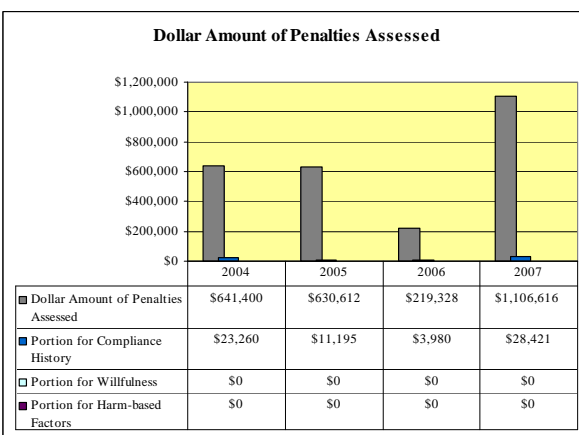 Dollar Amount of Penalties Assessed
$1,200,000
$1,000,000
$800,000
$600,000
$400,000
$200,000
$0
2004 2005 2006 2007
Dollar Amount of Penalties Assessed $641,400 $630,612 $219,328 $1,106,616
Portion for Compliance History $23,260 $11,195 $3,980 $28,421
Portion for Willfulness $0 $0 $0 $0
Portion for Harm-based Factors $0 $0 $0 $0